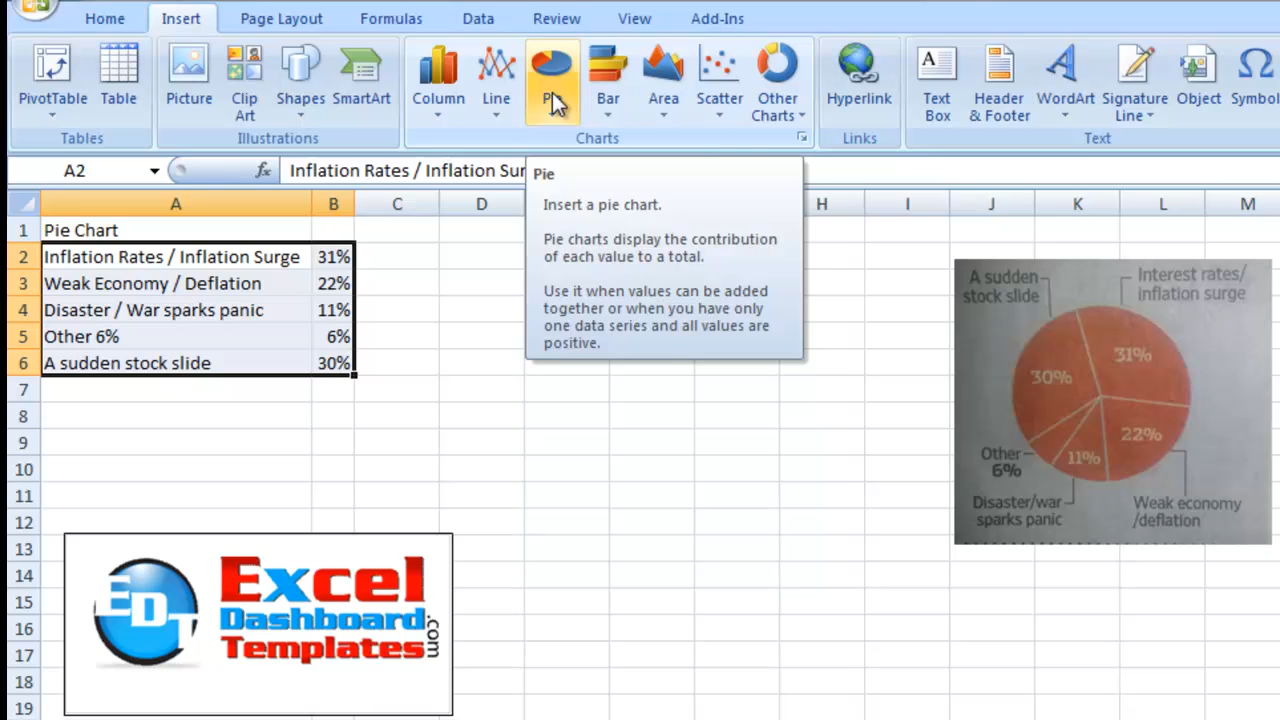 Home Insert Page Layout Formulas Data Review View Add-Ins
PivotTable Table Picture Clip Art Shapes SmartArt Column Line Bar Area Scatter Other Charts Hyperlink Text Box Header & Footer WordArt Signature Line Object Symbol
Tables Illustrations Charts Links Text
A2 fx Inflation Rates / Inflation Sur
Pie
Insert a pie chart.
Pie charts display the contribution
of each value to a total.
Use it when values can be added
together or when you have only
one data series and all values are
positive.
A B C D H I J K L M
1 Pie Chart
2 Inflation Rates / Inflation Surge 31%
3 Weak Economy / Deflation 22%
4 Disaster / War sparks panic 11%
5 Other 6% 6%
6 A sudden stock slide 30%
7
8
9
10
11
12
13
14
15
16
17
18
19
A sudden
stock slide
Interest rates/
inflation surge
31%
30%
22%
11%
Other
6%
Disaster/war
sparks panic
Weak economy
/deflation
EDT
Excel
Dashboard
Templates
.com